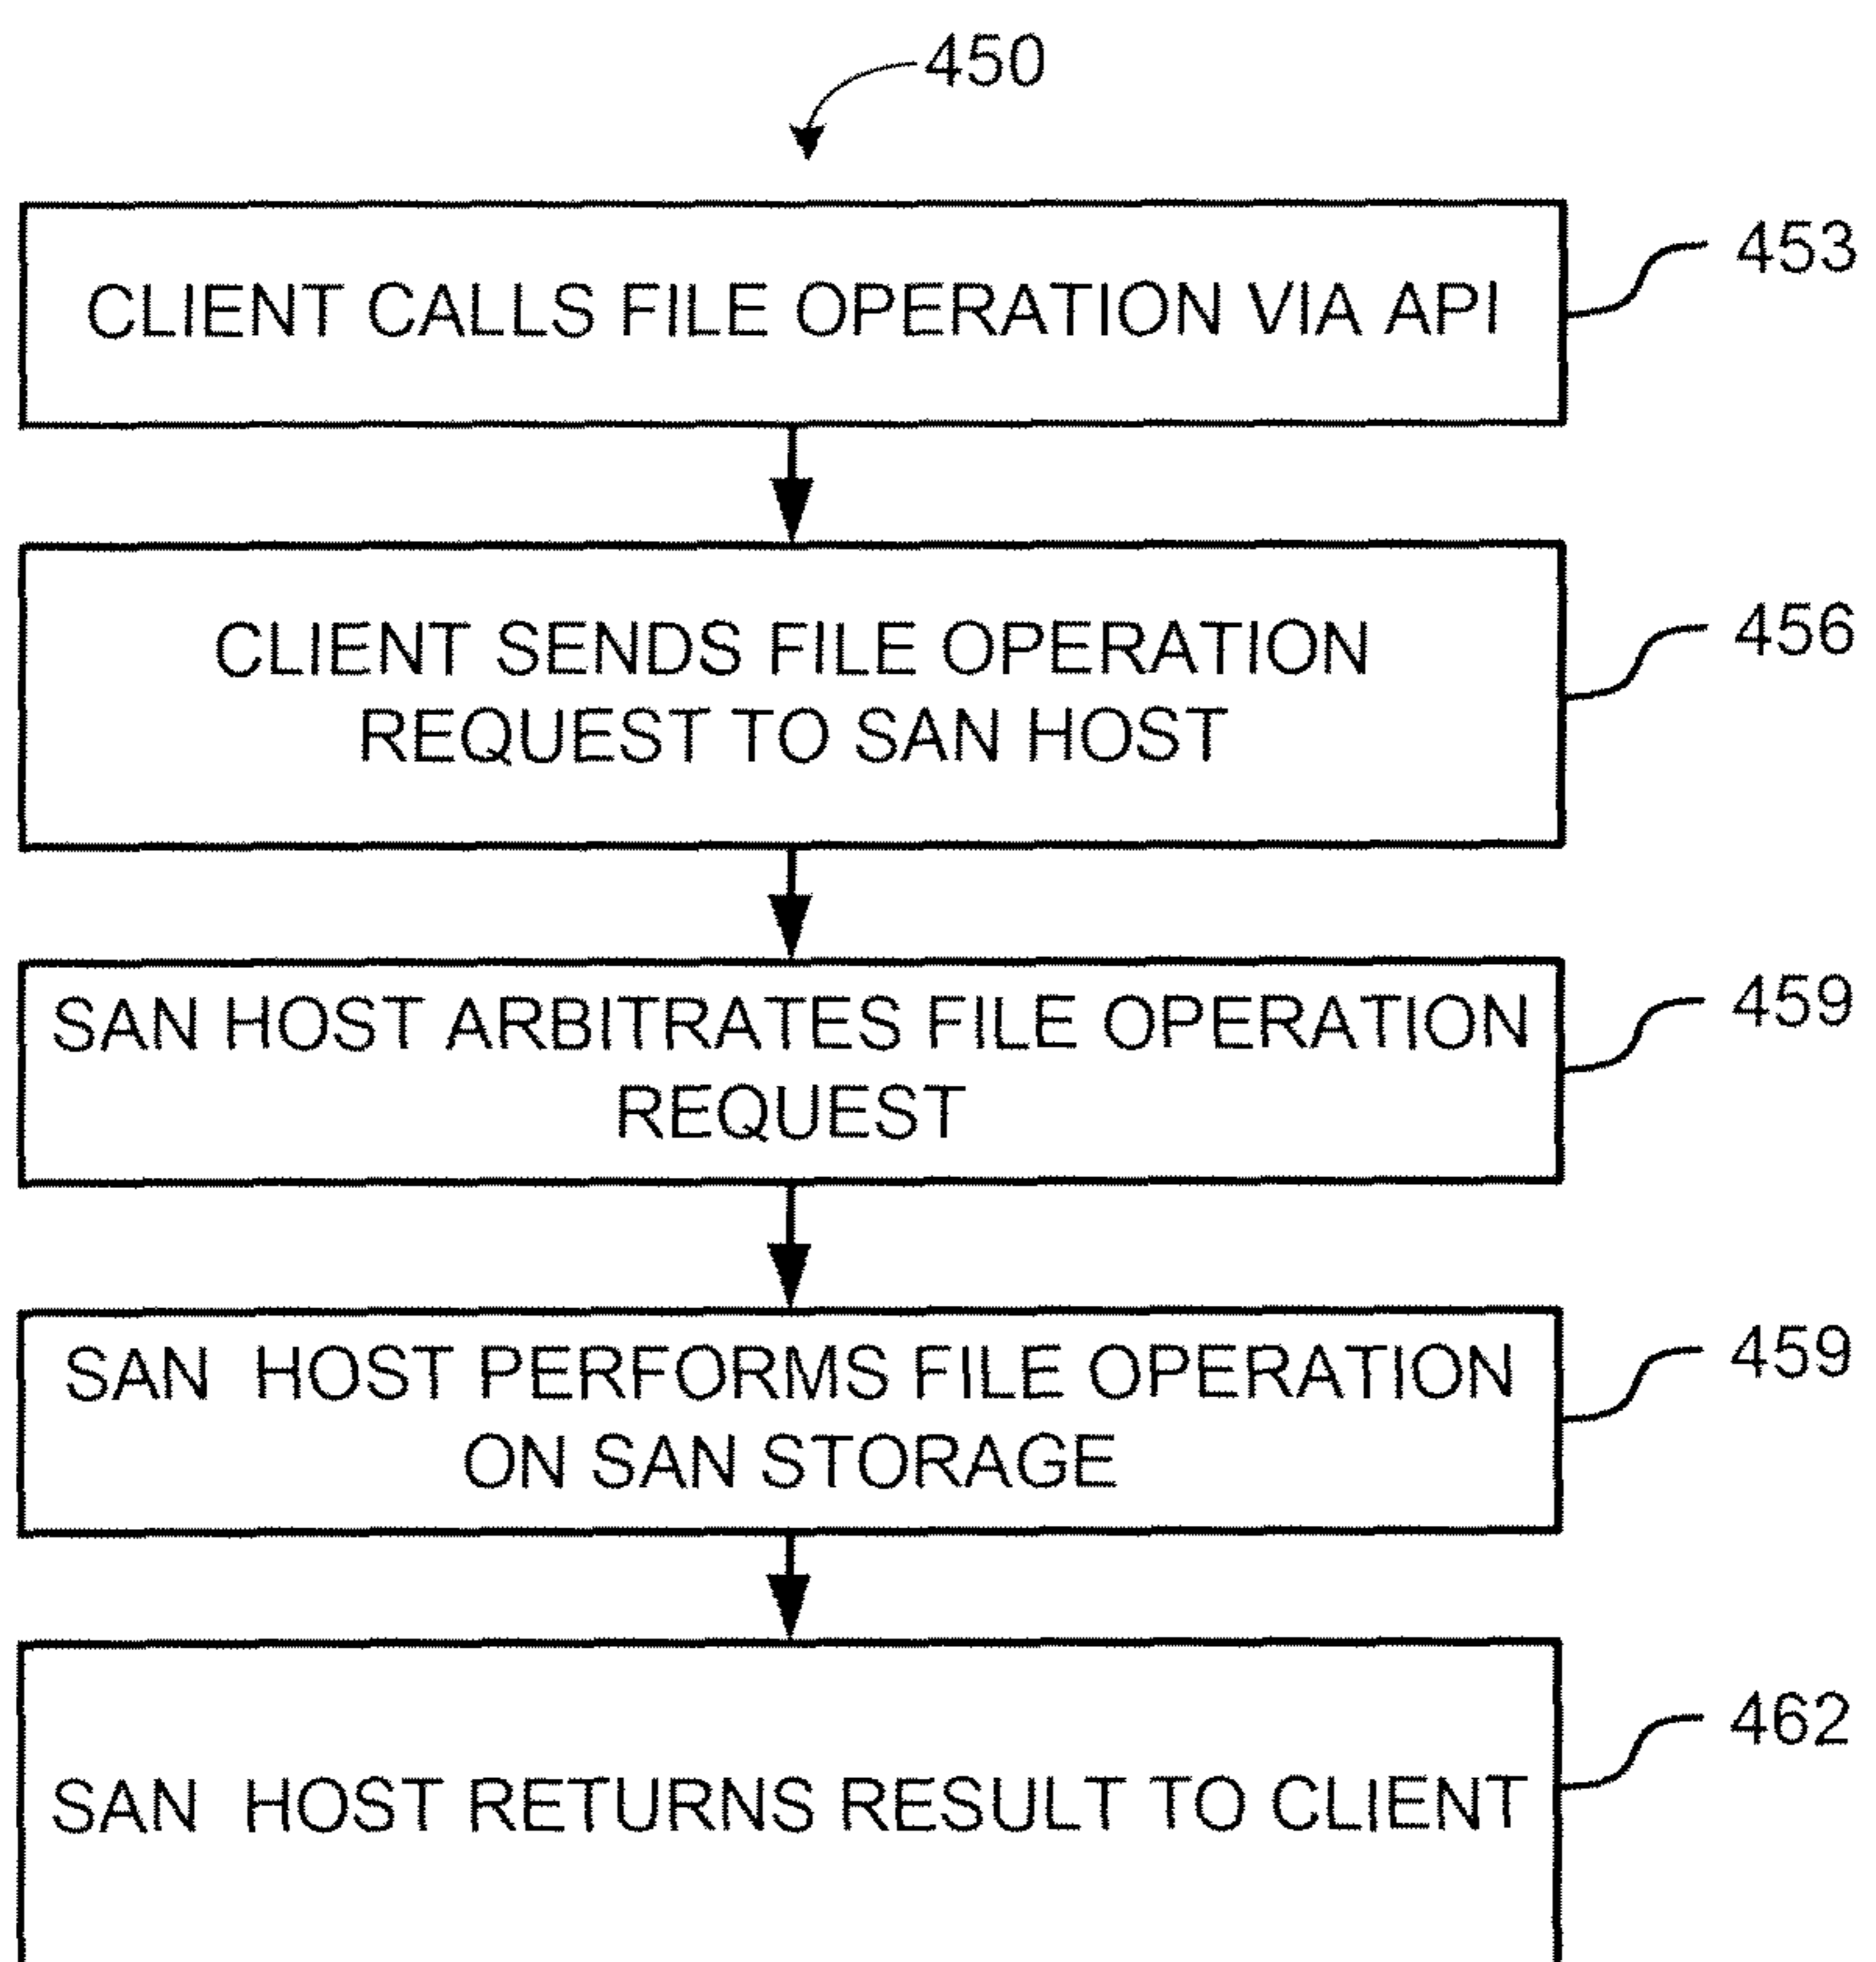 450
CLIENT CALLS FILE OPERATION VIA API
453
CLIENT SENDS FILE OPERATION
REQUEST TO SAN HOST
456
SAN HOST ARBITRATES FILE OPERATION
REQUEST
459
SAN HOST PERFORMS FILE OPERATION
ON SAN STORAGE
459
SAN HOST RETURNS RESULT TO CLIENT
462